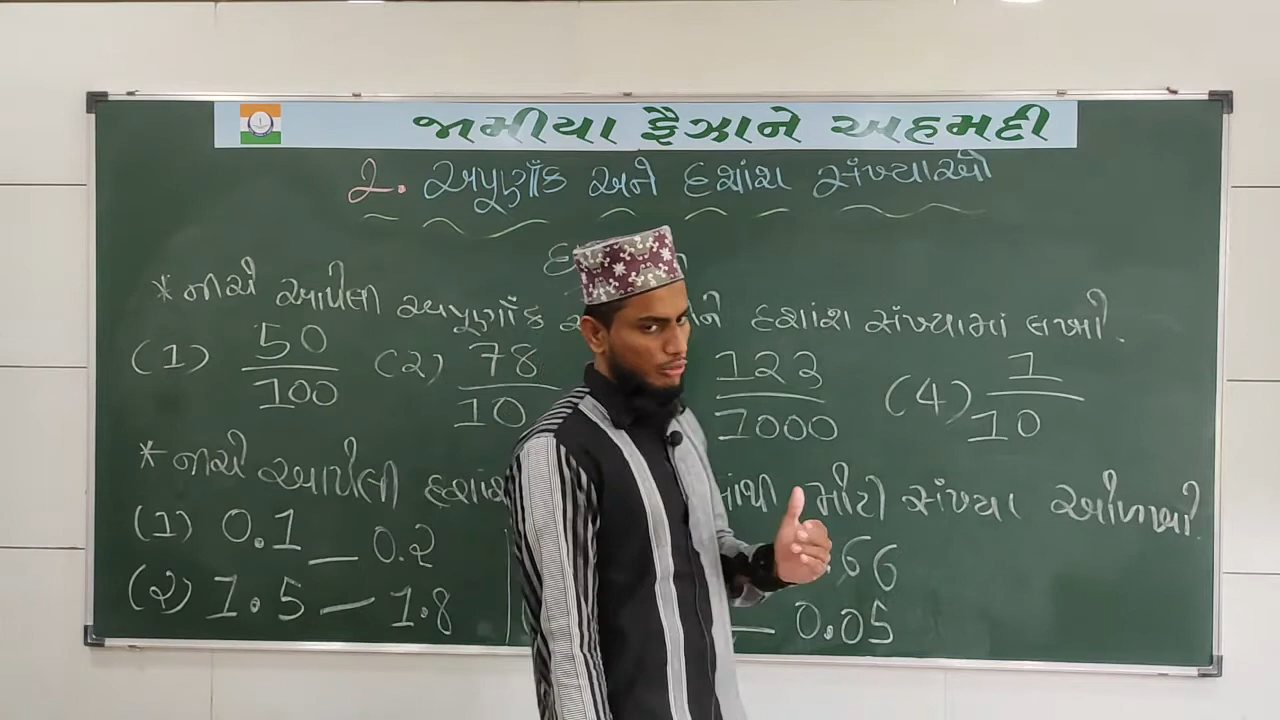 જામીયા ફૈઝાને અહમદી
2. અપૂર્ણાંક અને દશાંશ સંખ્યાઓ
* નીચે આપેલી અપૂર્ણાંક ને દશાંશ સંખ્યામાં લખો.
(1) 50/100 (2) 78/10 123/1000 (4) 1/10
* નીચે આપેલી દશાંશ માંથી મોટી સંખ્યા ઓળખો.
(1) 0.1 – 0.2 66
(2) 1.5 – 1.8 – 0.05